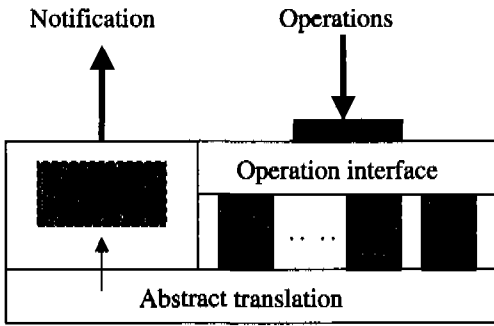 Notification
Operations
Operation interface
.. ..
Abstract translation